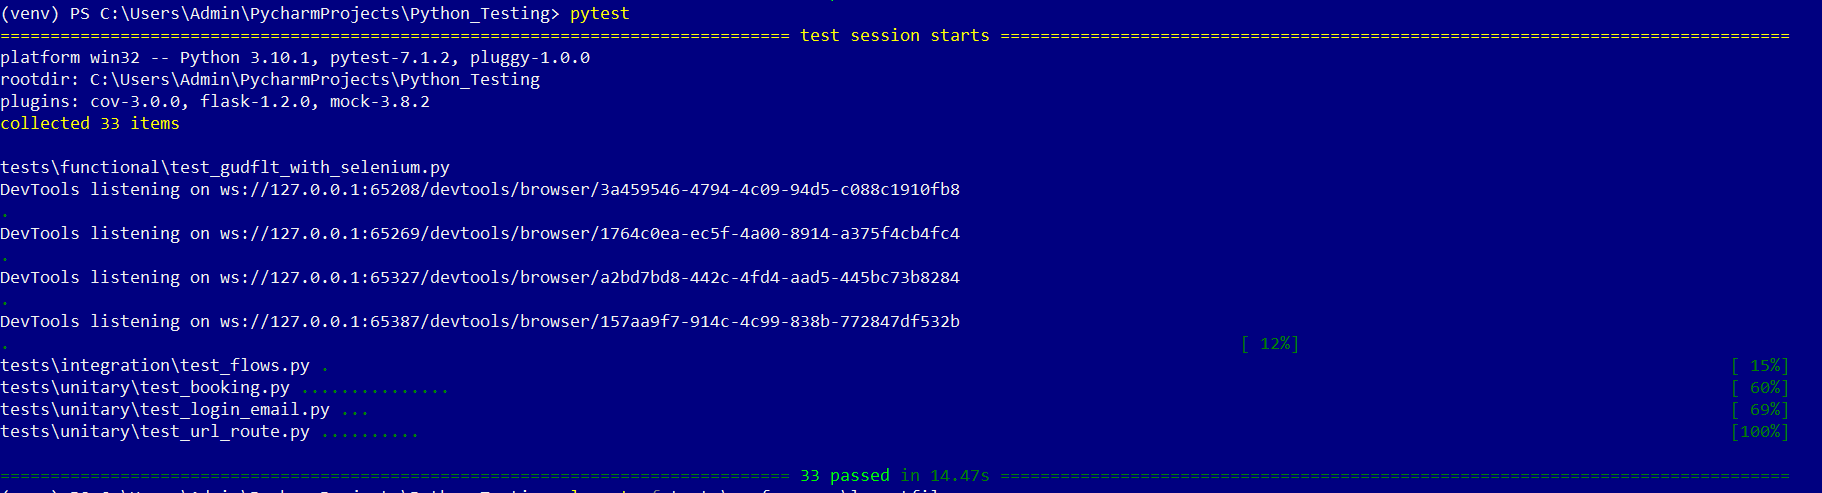 (venv) PS C:\Users\Admin\PycharmProjects\Python_Testing> pytest
=============================================================================== test session starts ===============================================================================
platform win32 -- Python 3.10.1, pytest-7.1.2, pluggy-1.0.0
rootdir: C:\Users\Admin\PycharmProjects\Python_Testing
plugins: cov-3.0.0, flask-1.2.0, mock-3.8.2
collected 33 items
tests\functional\test_gudflt_with_selenium.py
DevTools listening on ws://127.0.0.1:65208/devtools/browser/3a459546-4794-4c09-94d5-c088c1910fb8
.
DevTools listening on ws://127.0.0.1:65269/devtools/browser/1764c0ea-ec5f-4a00-8914-a375f4cb4fc4
.
DevTools listening on ws://127.0.0.1:65327/devtools/browser/a2bd7bd8-442c-4fd4-aad5-445bc73b8284
.
DevTools listening on ws://127.0.0.1:65387/devtools/browser/157aa9f7-914c-4c99-838b-772847df532b
. [ 12%]
tests\integration\test_flows.py . [ 15%]
tests\unitary\test_booking.py ............... [ 60%]
tests\unitary\test_login_email.py ... [ 69%]
tests\unitary\test_url_route.py .......... [100%]
=============================================================================== 33 passed in 14.47s ===============================================================================